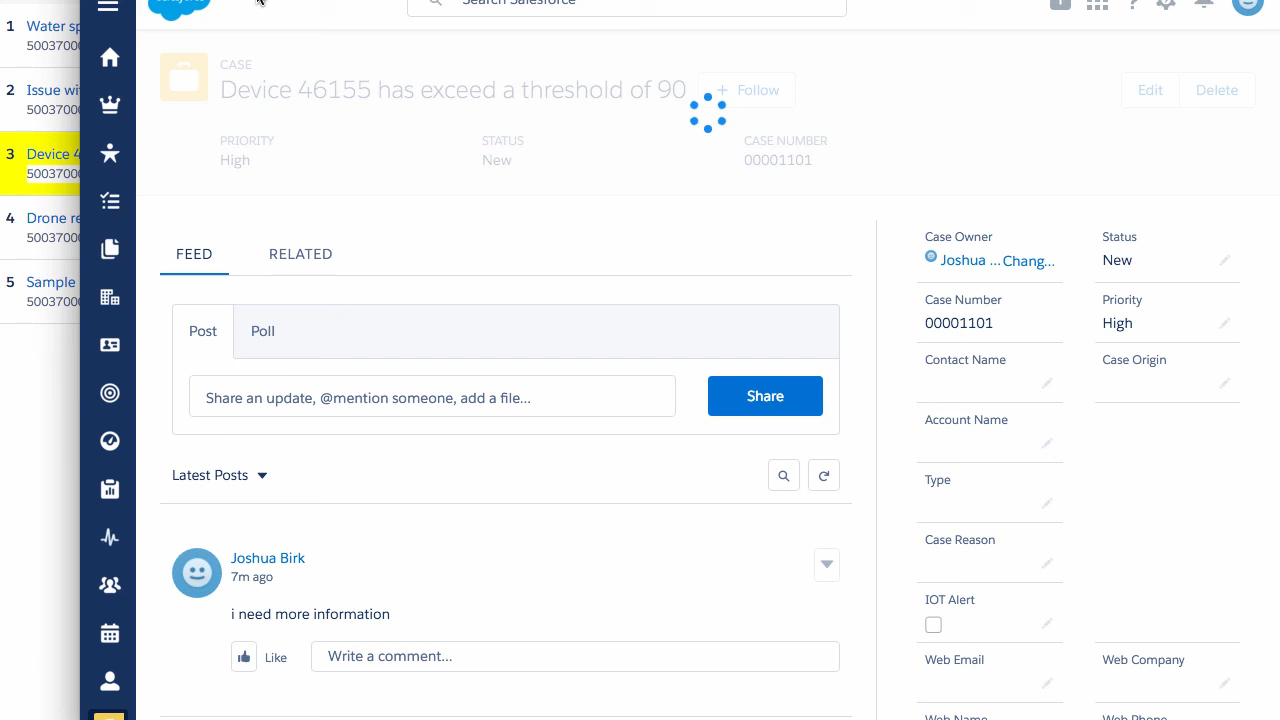 1 Water sp
50037000
2 Issue wi
50037000
3 Device 4
50037000
4 Drone re
50037000
5 Sample
50037000
Search Salesforce
CASE
Device 46155 has exceed a threshold of 90
+ Follow
Edit
Delete
PRIORITY
High
STATUS
New
CASE NUMBER
00001101
FEED
RELATED
Post
Poll
Share an update, @mention someone, add a file...
Share
Latest Posts
Joshua Birk
7m ago
i need more information
Like
Write a comment...
Case Owner
Joshua ... Chang...
Status
New
Case Number
00001101
Priority
High
Contact Name
Case Origin
Account Name
Type
Case Reason
IOT Alert
Web Email
Web Company
Web Name
Web Phone